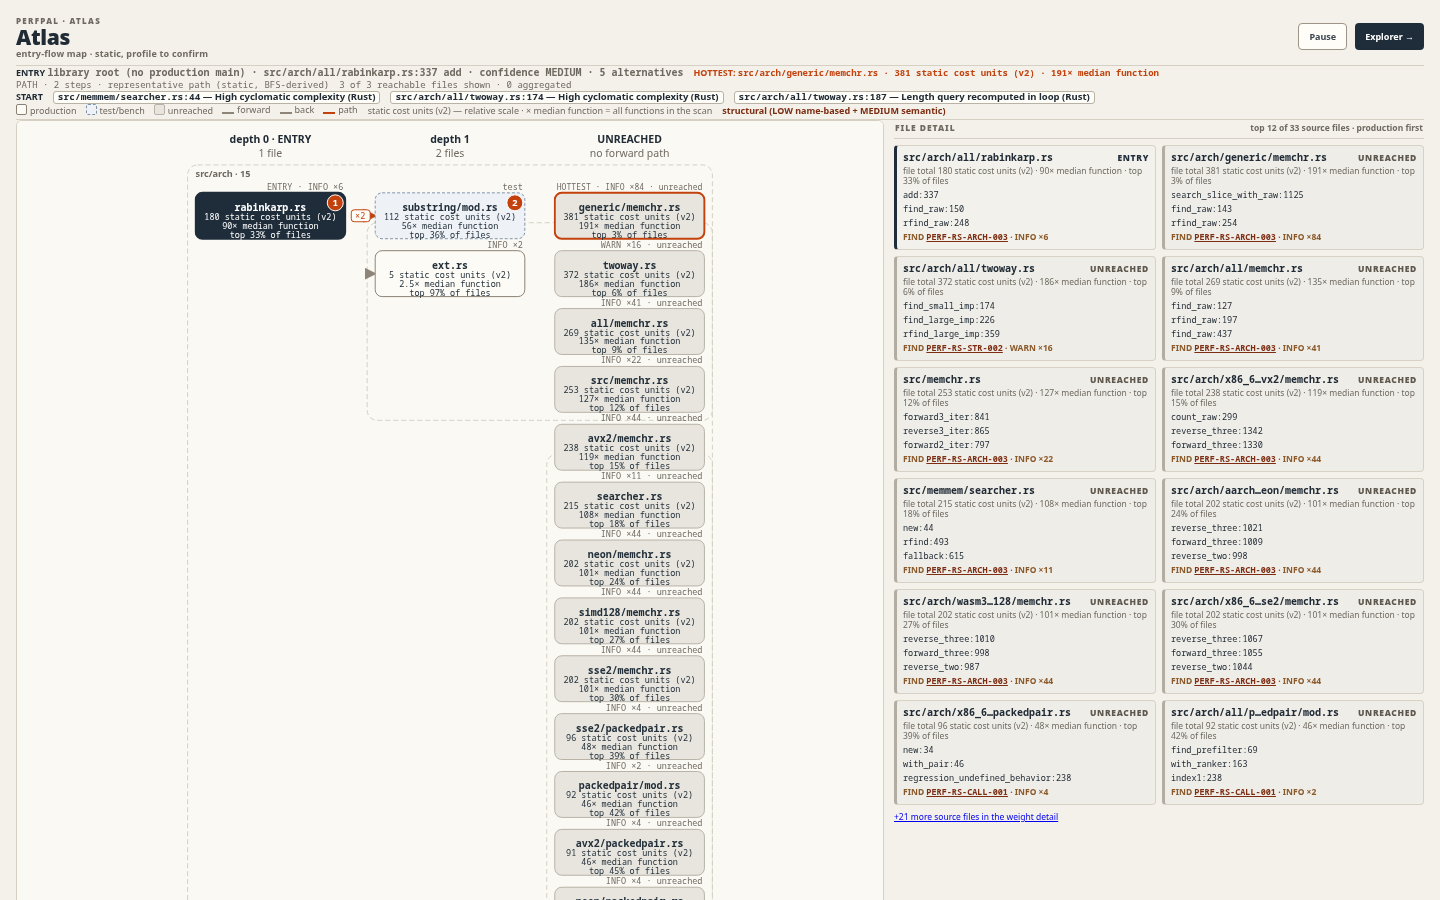 PERFPAL · ATLAS
Atlas
entry-flow map · static, profile to confirm
Pause
Explorer →
ENTRY library root (no production main) · src/arch/all/rabinkarp.rs:337 add · confidence MEDIUM · 5 alternatives HOTTEST: src/arch/generic/memchr.rs · 381 static cost units (v2) · 191× median function
PATH · 2 steps · representative path (static, BFS-derived) 3 of 3 reachable files shown · 0 aggregated
START src/memmem/searcher.rs:44 — High cyclomatic complexity (Rust) src/arch/all/twoway.rs:174 — High cyclomatic complexity (Rust) src/arch/all/twoway.rs:187 — Length query recomputed in loop (Rust)
production test/bench unreached forward back path static cost units (v2) — relative scale · × median function = all functions in the scan structural (LOW name-based + MEDIUM semantic)
depth 0 · ENTRY
1 file
depth 1
2 files
UNREACHED
no forward path
src/arch · 15
ENTRY · INFO ×6
rabinkarp.rs
1
180 static cost units (v2)
90× median function
top 33% of files
×2
test
substring/mod.rs
2
112 static cost units (v2)
56× median function
top 36% of files
INFO ×2
ext.rs
5 static cost units (v2)
2.5× median function
top 97% of files
HOTTEST · INFO ×84 · unreached
generic/memchr.rs
381 static cost units (v2)
191× median function
top 3% of files
WARN ×16 · unreached
twoway.rs
372 static cost units (v2)
186× median function
top 6% of files
INFO ×41 · unreached
all/memchr.rs
269 static cost units (v2)
135× median function
top 9% of files
INFO ×22 · unreached
src/memchr.rs
253 static cost units (v2)
127× median function
top 12% of files
INFO ×44 · unreached
avx2/memchr.rs
238 static cost units (v2)
119× median function
top 15% of files
INFO ×11 · unreached
searcher.rs
215 static cost units (v2)
108× median function
top 18% of files
INFO ×44 · unreached
neon/memchr.rs
202 static cost units (v2)
101× median function
top 24% of files
INFO ×44 · unreached
simd128/memchr.rs
202 static cost units (v2)
101× median function
top 27% of files
INFO ×44 · unreached
sse2/memchr.rs
202 static cost units (v2)
101× median function
top 30% of files
INFO ×4 · unreached
sse2/packedpair.rs
96 static cost units (v2)
48× median function
top 39% of files
INFO ×2 · unreached
packedpair/mod.rs
92 static cost units (v2)
46× median function
top 42% of files
INFO ×4 · unreached
avx2/packedpair.rs
91 static cost units (v2)
46× median function
top 45% of files
INFO ×4 · unreached
FILE DETAIL
top 12 of 33 source files · production first
src/arch/all/rabinkarp.rs ENTRY
file total 180 static cost units (v2) · 90× median function · top
33% of files
add:337
find_raw:150
rfind_raw:248
FIND PERF-RS-ARCH-003 · INFO ×6
src/arch/generic/memchr.rs UNREACHED
file total 381 static cost units (v2) · 191× median function · top
3% of files
search_slice_with_raw:1125
find_raw:143
rfind_raw:254
FIND PERF-RS-ARCH-003 · INFO ×84
src/arch/all/twoway.rs UNREACHED
file total 372 static cost units (v2) · 186× median function · top
6% of files
find_small_imp:174
find_large_imp:226
rfind_large_imp:359
FIND PERF-RS-STR-002 · WARN ×16
src/arch/all/memchr.rs UNREACHED
file total 269 static cost units (v2) · 135× median function · top
9% of files
find_raw:127
rfind_raw:197
find_raw:437
FIND PERF-RS-ARCH-003 · INFO ×41
src/memchr.rs UNREACHED
file total 253 static cost units (v2) · 127× median function · top
12% of files
forward3_iter:841
reverse3_iter:865
forward2_iter:797
FIND PERF-RS-ARCH-003 · INFO ×22
src/arch/x86_6…vx2/memchr.rs UNREACHED
file total 238 static cost units (v2) · 119× median function · top
15% of files
count_raw:299
reverse_three:1342
forward_three:1330
FIND PERF-RS-ARCH-003 · INFO ×44
src/memmem/searcher.rs UNREACHED
file total 215 static cost units (v2) · 108× median function · top
18% of files
new:44
rfind:493
fallback:615
FIND PERF-RS-ARCH-003 · INFO ×11
src/arch/aarch…eon/memchr.rs UNREACHED
file total 202 static cost units (v2) · 101× median function · top
24% of files
reverse_three:1021
forward_three:1009
reverse_two:998
FIND PERF-RS-ARCH-003 · INFO ×44
src/arch/wasm3…128/memchr.rs UNREACHED
file total 202 static cost units (v2) · 101× median function · top
27% of files
reverse_three:1010
forward_three:998
reverse_two:987
FIND PERF-RS-ARCH-003 · INFO ×44
src/arch/x86_6…se2/memchr.rs UNREACHED
file total 202 static cost units (v2) · 101× median function · top
30% of files
reverse_three:1067
forward_three:1055
reverse_two:1044
FIND PERF-RS-ARCH-003 · INFO ×44
src/arch/x86_6…packedpair.rs UNREACHED
file total 96 static cost units (v2) · 48× median function · top
39% of files
new:34
with_pair:46
regression_undefined_behavior:238
FIND PERF-RS-CALL-001 · INFO ×4
src/arch/all/p…edpair/mod.rs UNREACHED
file total 92 static cost units (v2) · 46× median function · top
42% of files
find_prefilter:69
with_ranker:163
index1:238
FIND PERF-RS-CALL-001 · INFO ×2
+21 more source files in the weight detail